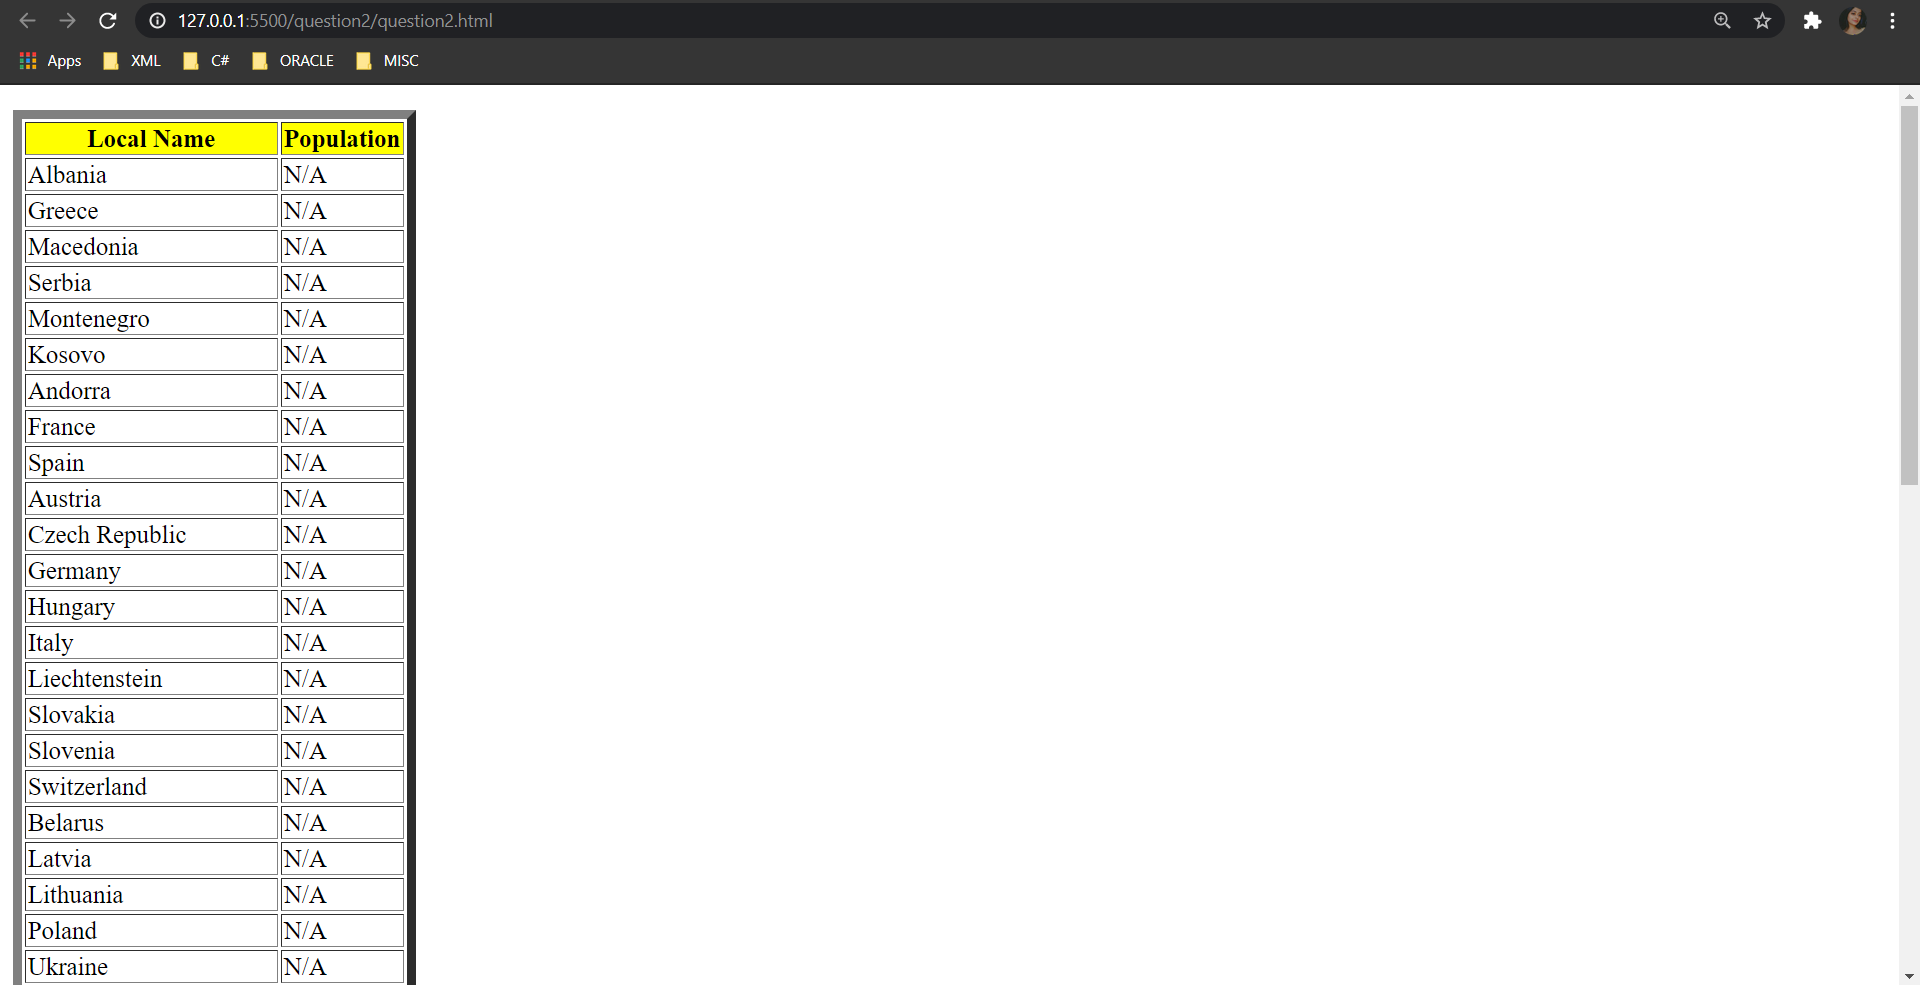 127.0.0.1:5500/question2/question2.html
Apps XML C# ORACLE MISC
Local Name Population
Albania N/A
Greece N/A
Macedonia N/A
Serbia N/A
Montenegro N/A
Kosovo N/A
Andorra N/A
France N/A
Spain N/A
Austria N/A
Czech Republic N/A
Germany N/A
Hungary N/A
Italy N/A
Liechtenstein N/A
Slovakia N/A
Slovenia N/A
Switzerland N/A
Belarus N/A
Latvia N/A
Lithuania N/A
Poland N/A
Ukraine N/A